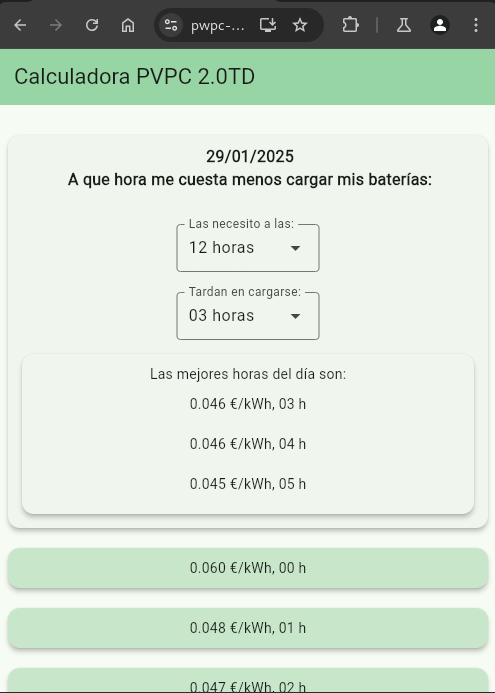 pwpc-...
Calculadora PVPC 2.0TD
29/01/2025
A que hora me cuesta menos cargar mis baterías:
Las necesito a las:
12 horas
Tardan en cargarse:
03 horas
Las mejores horas del día son:
0.046 €/kWh, 03 h
0.046 €/kWh, 04 h
0.045 €/kWh, 05 h
0.060 €/kWh, 00 h
0.048 €/kWh, 01 h
0.047 €/kWh, 02 h